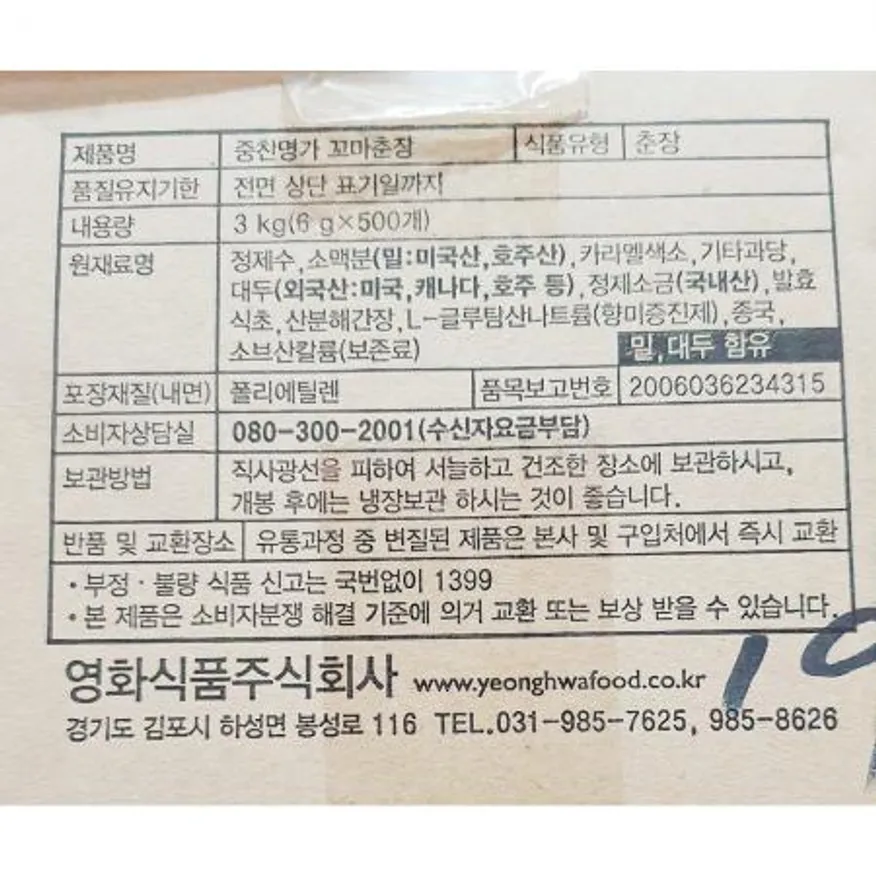 제품명 중찬명가 꼬마춘장 식품유형 춘장
품질유지기한 전면 상단 표기일까지
내용량 3 kg(6 g×500개)
원재료명 정제수, 소맥분(밀:미국산,호주산), 카라멜색소, 기타과당,
대두(외국산:미국,캐나다,호주 등), 정제소금(국내산), 발효
식초, 산분해간장, L-글루탐산나트륨(향미증진제), 종국,
소브산칼륨(보존료) 밀,대두 함유
포장재질(내면) 폴리에틸렌 품목보고번호 2006036234315
소비자상담실 080-300-2001(수신자요금부담)
보관방법 직사광선을 피하여 서늘하고 건조한 장소에 보관하시고,
개봉 후에는 냉장보관 하시는 것이 좋습니다.
반품 및 교환장소 유통과정 중 변질된 제품은 본사 및 구입처에서 즉시 교환
• 부정·불량 식품 신고는 국번없이 1399
• 본 제품은 소비자분쟁 해결 기준에 의거 교환 또는 보상 받을 수 있습니다.
영화식품주식회사 www.yeonghwafood.co.kr
경기도 김포시 하성면 봉성로 116 TEL.031-985-7625, 985-8626